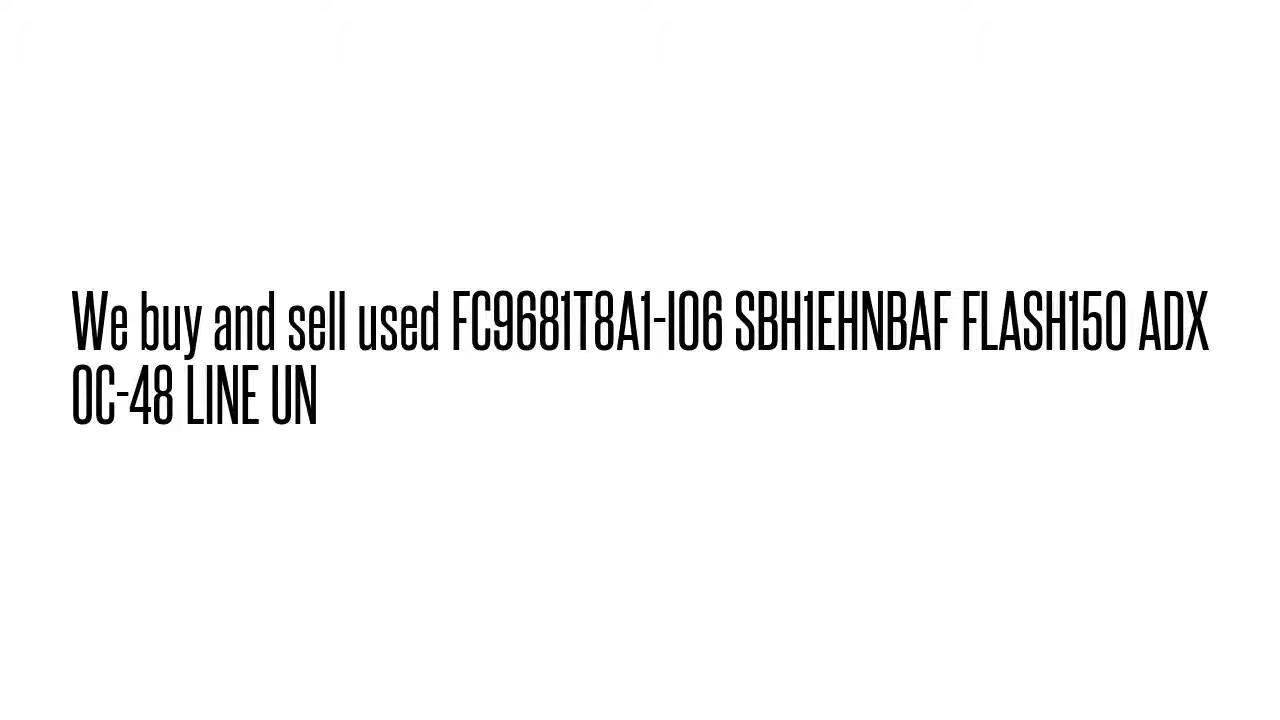 We buy and sell used FC9681T8A1-I06 SBH1EHNBAF FLASH150 ADX
OC-48 LINE UN